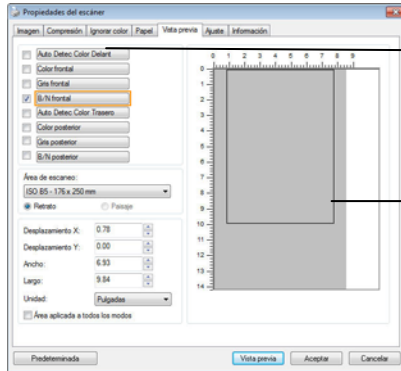 Propiedades del escáner
Imagen Compresión Ignorar color Papel Vista previa Ajuste Información
Auto Detec Color Delant
Color frontal
Gris frontal
B/N frontal
Auto Detec Color Trasero
Color posterior
Gris posterior
B/N posterior
Área de escaneo:
ISO B5 - 176 x 250 mm
Retrato Paisaje
Desplazamiento X: 0.78
Desplazamiento Y: 0.00
Ancho: 6.93
Largo: 9.84
Unidad: Pulgadas
Área aplicada a todos los modos
0 1 2 3 4 5 6 7 8 9
0
1
2
3
4
5
6
7
8
9
10
11
12
13
14
Predeterminada Vista previa Aceptar Cancelar